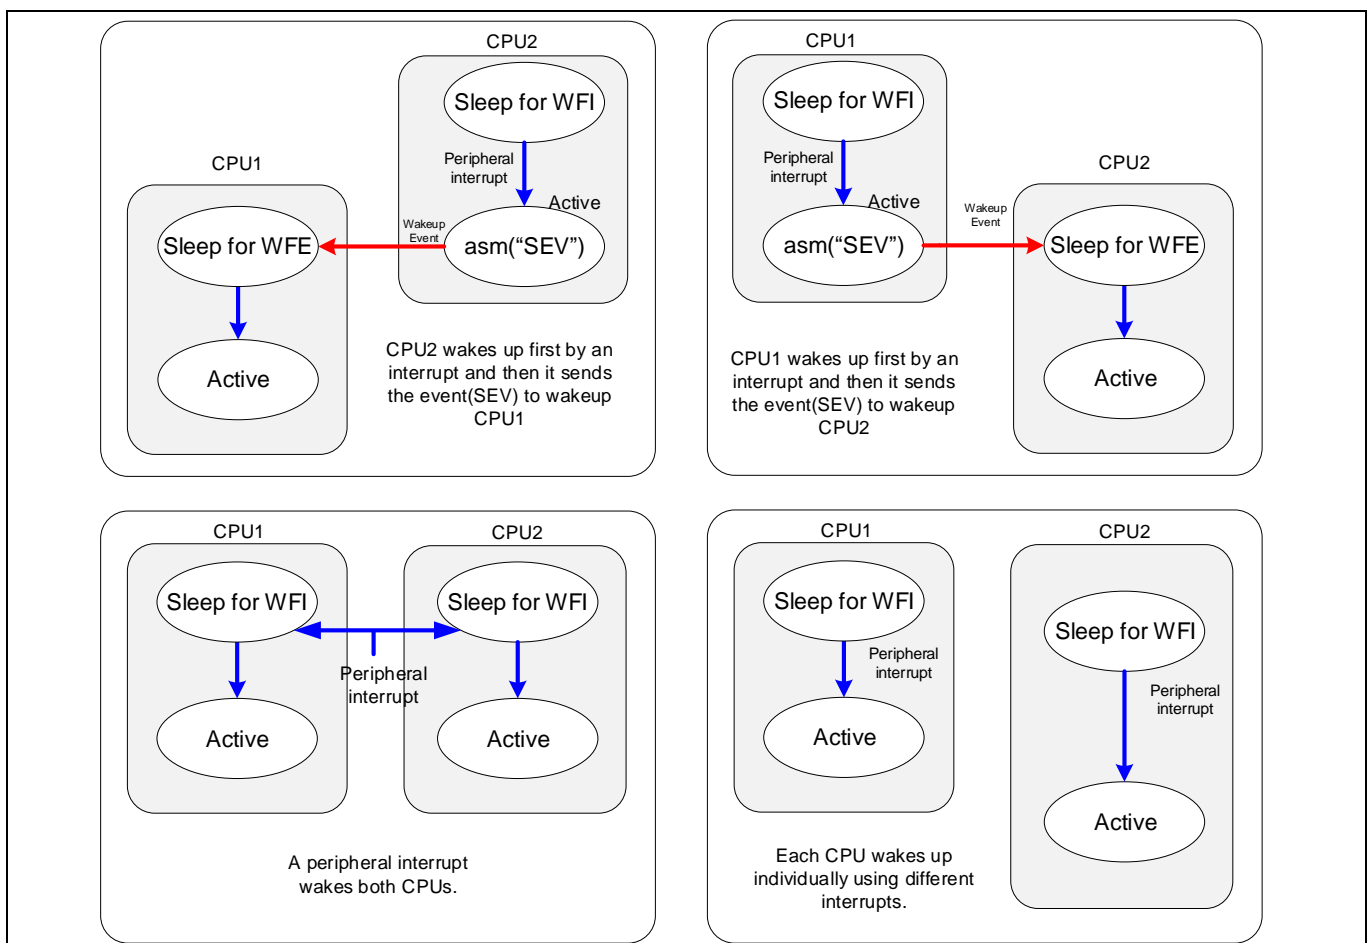 CPU2
Sleep for WFI
Peripheral
interrupt
Active
asm(“SEV”)
Wakeup
Event
CPU1
Sleep for WFE
Active
CPU2 wakes up first by an
interrupt and then it sends
the event(SEV) to wakeup
CPU1
CPU1
Sleep for WFI
Peripheral
interrupt
Active
asm(“SEV”)
Wakeup
Event
CPU2
Sleep for WFE
Active
CPU1 wakes up first by an
interrupt and then it sends
the event(SEV) to wakeup
CPU2
CPU1
Sleep for WFI
Active
CPU2
Sleep for WFI
Active
Peripheral
interrupt
A peripheral interrupt
wakes both CPUs.
CPU1
Sleep for WFI
Peripheral
interrupt
Active
CPU2
Sleep for WFI
Peripheral
interrupt
Active
Each CPU wakes up
individually using different
interrupts.